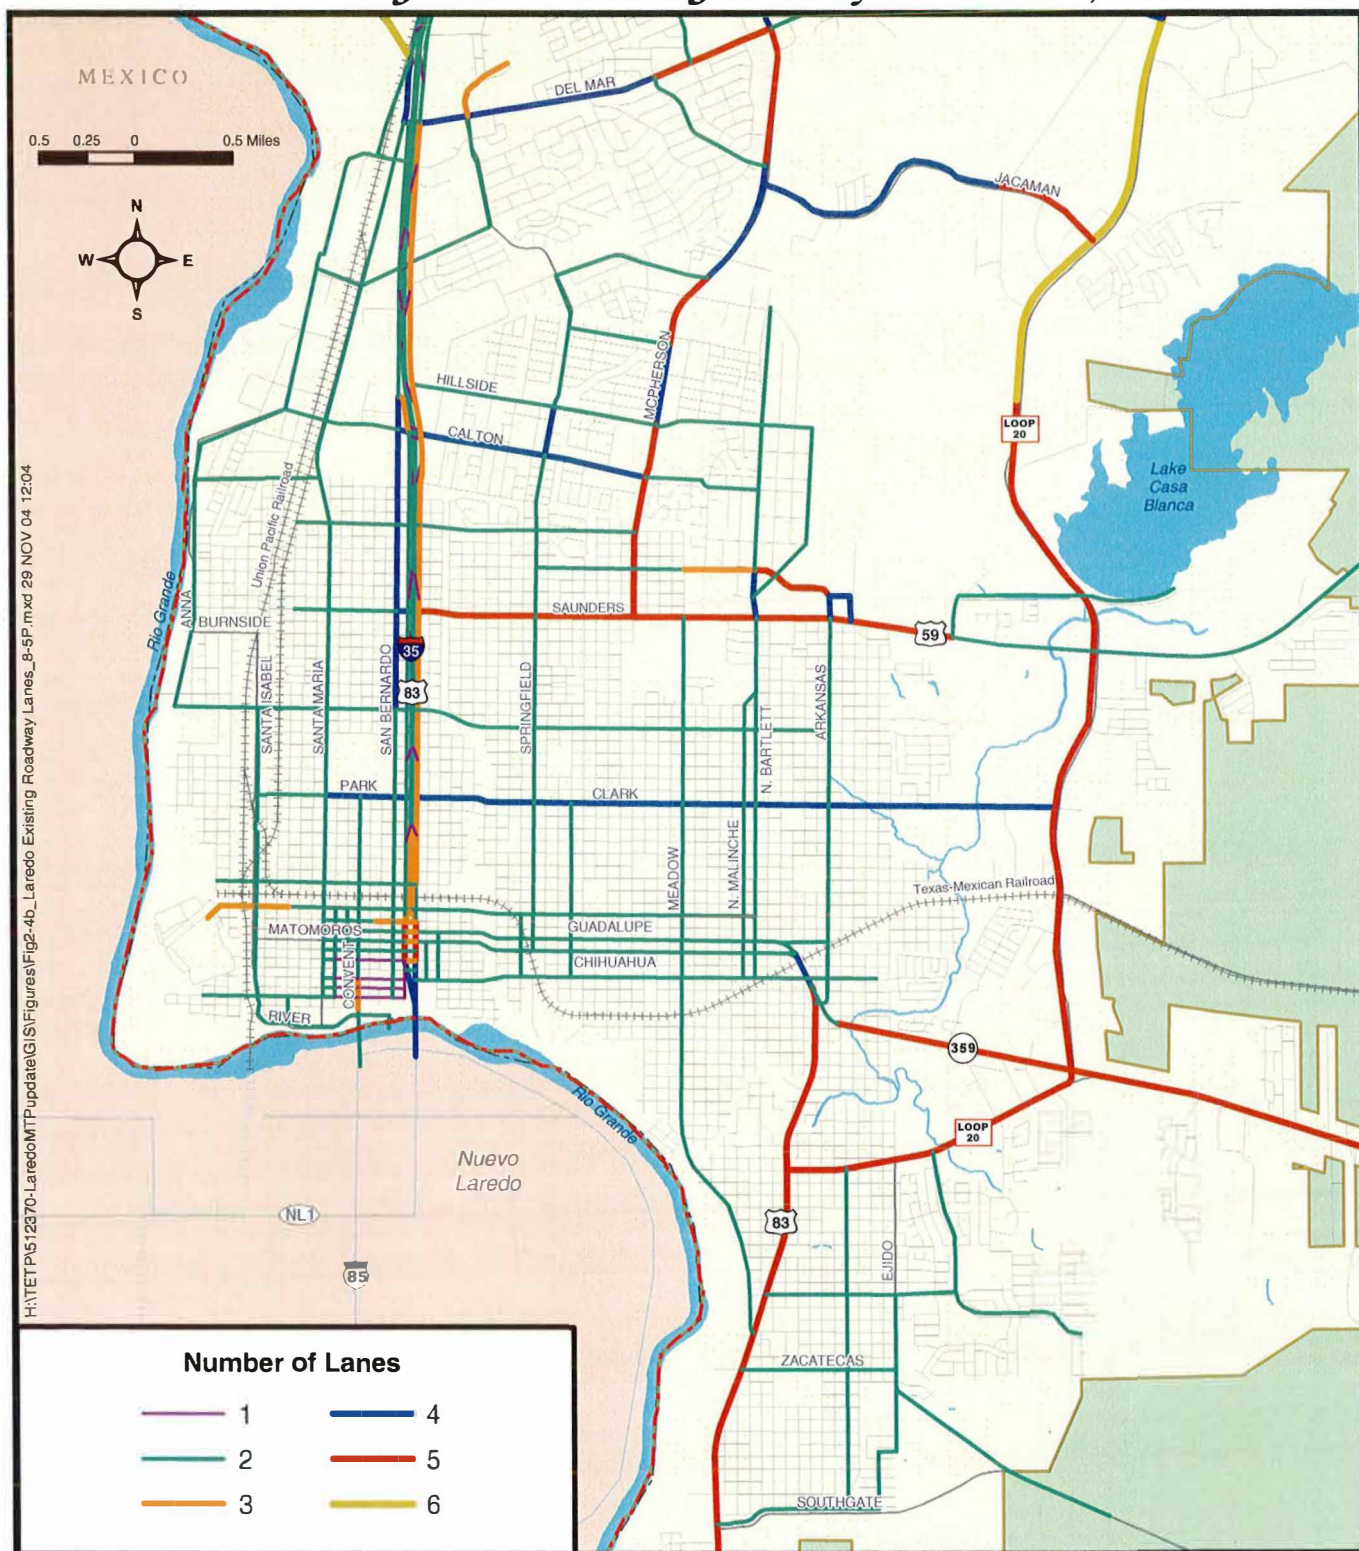 MEXICO
0.5 0.25 0 0.5 Miles
N
W E
S
DEL MAR
JACAMAN
MCPHERSON
HILLSIDE
CALTON
LOOP
20
Lake
Casa
Blanca
Union Pacific Railroad
Rio Grande
ANNA
BURNSIDE
SAUNDERS
59
35
83
SANTA ISABEL
SANTA MARIA
SAN BERNARDO
SPRINGFIELD
N. BARTLETT
ARKANSAS
PARK
CLARK
MEADOW
N. MALINCHE
Texas-Mexican Railroad
MATOMOROS
GUADALUPE
CONVENT
CHIHUAHUA
RIVER
359
Rio Grande
LOOP
20
Nuevo
Laredo
NL1
85
83
EJIDO
ZACATECAS
SOUTHGATE
H:\TETP\512370-LaredoMTPupdate\GIS\Figures\Fig2-4b_Laredo Existing Roadway Lanes_8-5P.mxd 29 NOV 04 12:04
Number of Lanes
1 4
2 5
3 6